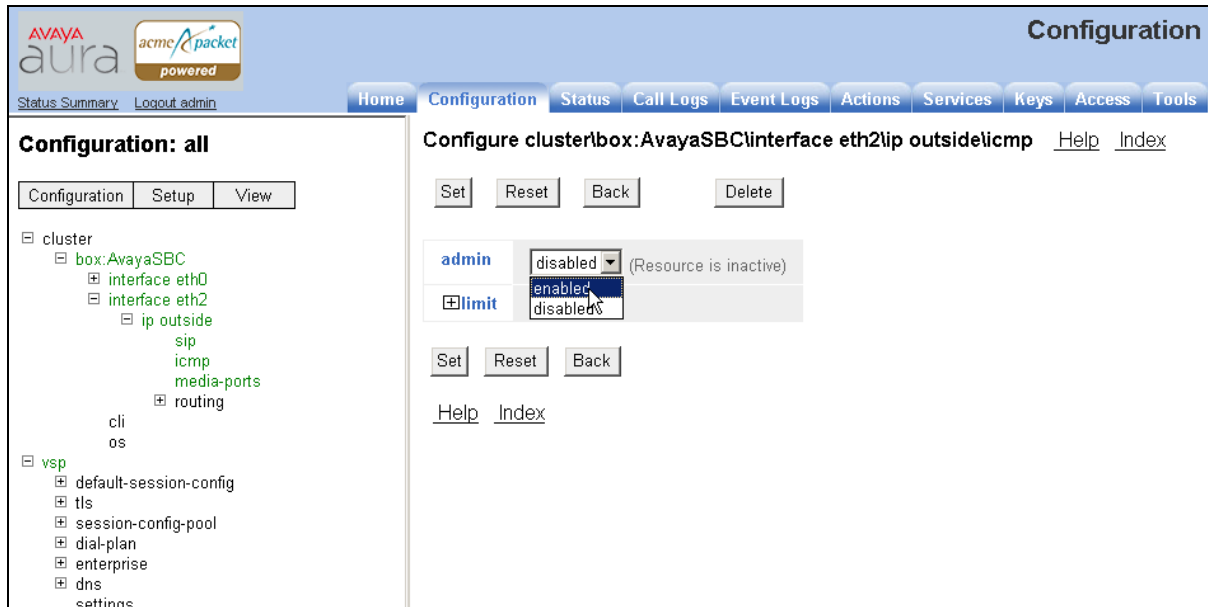 AVAYA
aura
acme packet
powered
Configuration
Status Summary Logout admin
Home Configuration Status Call Logs Event Logs Actions Services Keys Access Tools
Configuration: all
Configuration Setup View
cluster
box:AvayaSBC
interface eth0
interface eth2
ip outside
sip
icmp
media-ports
routing
cli
os
vsp
default-session-config
tls
session-config-pool
dial-plan
enterprise
dns
settings
Configure cluster\box:AvayaSBC\interface eth2\ip outside\icmp Help Index
Set Reset Back Delete
admin disabled (Resource is inactive)
enabled
limit disabled
Set Reset Back
Help Index